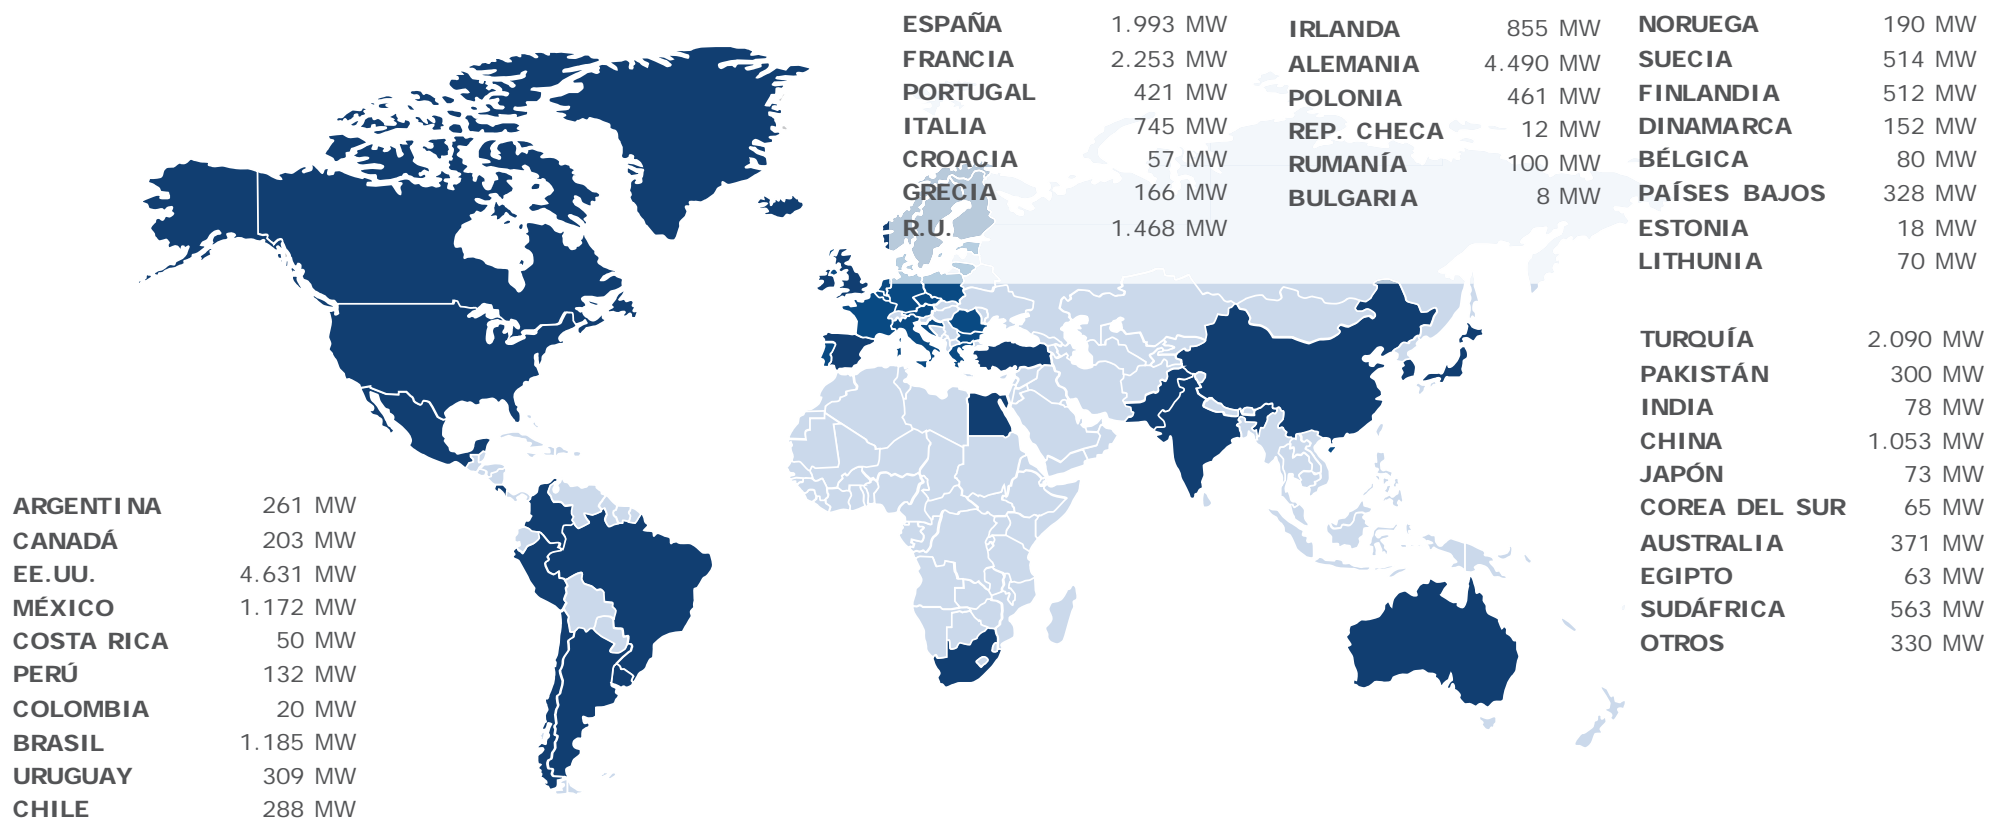 ESPAÑA 1.993 MW
FRANCIA 2.253 MW
PORTUGAL 421 MW
ITALIA 745 MW
CROACIA 57 MW
GRECIA 166 MW
R.U. 1.468 MW
IRLANDA 855 MW
ALEMANIA 4.490 MW
POLONIA 461 MW
REP. CHECA 12 MW
RUMANÍA 100 MW
BULGARIA 8 MW
NORUEGA 190 MW
SUECIA 514 MW
FINLANDIA 512 MW
DINAMARCA 152 MW
BÉLGICA 80 MW
PAÍSES BAJOS 328 MW
ESTONIA 18 MW
LITHUNIA 70 MW
TURQUÍA 2.090 MW
PAKISTÁN 300 MW
INDIA 78 MW
CHINA 1.053 MW
JAPÓN 73 MW
COREA DEL SUR 65 MW
AUSTRALIA 371 MW
EGIPTO 63 MW
SUDÁFRICA 563 MW
OTROS 330 MW
ARGENTINA 261 MW
CANADÁ 203 MW
EE.UU. 4.631 MW
MÉXICO 1.172 MW
COSTA RICA 50 MW
PERÚ 132 MW
COLOMBIA 20 MW
BRASIL 1.185 MW
URUGUAY 309 MW
CHILE 288 MW